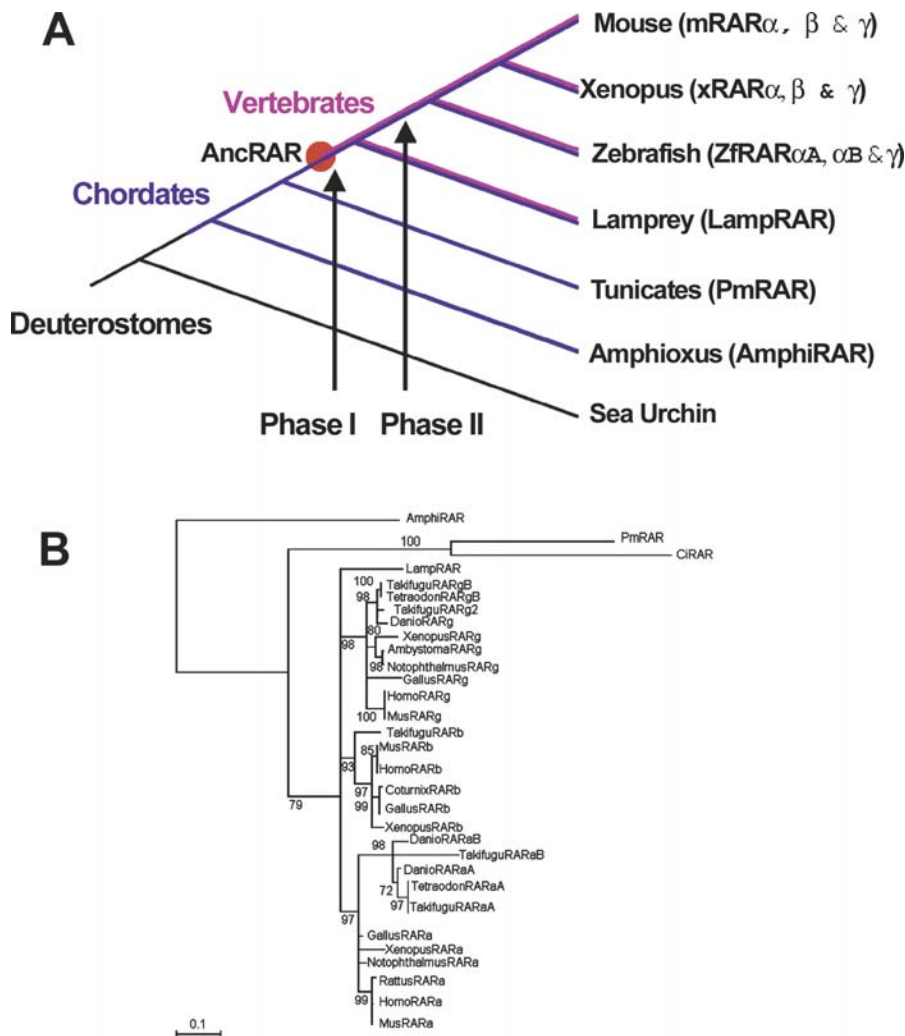 A
Mouse (mRARα, β & γ)
Xenopus (xRARα, β & γ)
Vertebrates
AncRAR
Zebrafish (ZfRARαA, αB & γ)
Chordates
Lamprey (LampRAR)
Tunicates (PmRAR)
Deuterostomes
Amphioxus (AmphiRAR)
Sea Urchin
Phase I
Phase II
B
AmphiRAR
100
PmRAR
CiRAR
LampRAR
100
TakifuguRARgB
98
TetraodonRARgB
TakifuguRARg2
DanioRARg
80
XenopusRARg
98
AmbystomaRARg
98
NotophthalmusRARg
GallusRARg
HomoRARg
100
MusRARg
TakifuguRARb
85
MusRARb
93
HomoRARb
97
CoturnixRARb
79
99
GallusRARb
XenopusRARb
98
DanioRARaB
TakifuguRARaB
DanioRARaA
72
TetraodonRARaA
97
TakifuguRARaA
97
GallusRARa
XenopusRARa
NotophthalmusRARa
RattusRARa
99
HomoRARa
MusRARa
0.1